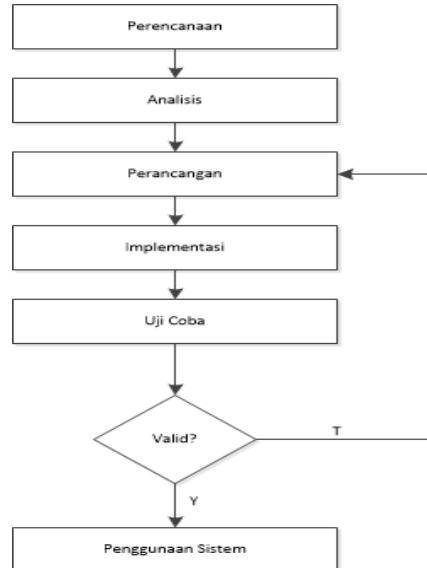 Perencanaan
Analisis
Perancangan
Implementasi
Uji Coba
Valid?
T
Y
Penggunaan Sistem